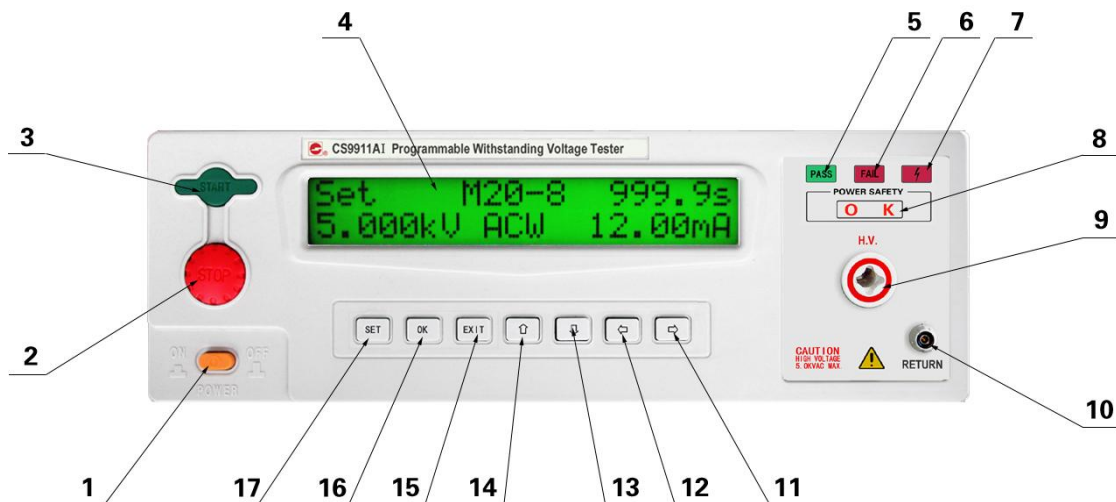 4
5 6 7
3
8
9
2
10
1
17 16 15 14 13 12 11
CS9911AI Programmable Withstanding Voltage Tester
START
STOP
ON OFF
POWER
Set M20-8 999.9s
5.000kV ACW 12.00mA
SET OK EXIT ⇧ ⇩ ⇦ ⇨
PASS FAIL
POWER SAFETY
O K
H.V.
CAUTION
HIGH VOLTAGE
5.0KVAC MAX.
RETURN